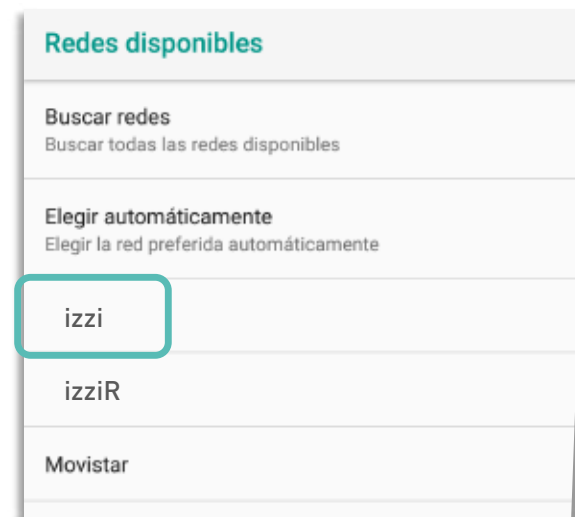 Redes disponibles
Buscar redes
Buscar todas las redes disponibles
Elegir automáticamente
Elegir la red preferida automáticamente
izzi
izziR
Movistar